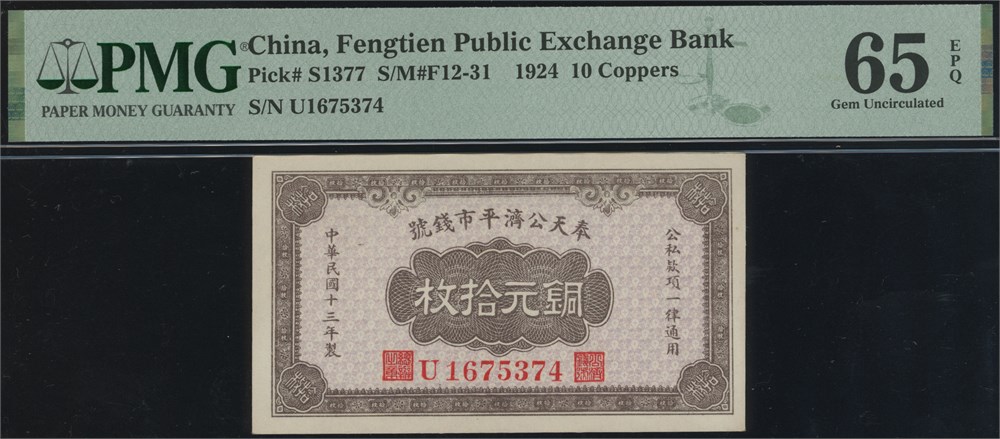 PMG®
PAPER MONEY GUARANTY
China, Fengtien Public Exchange Bank
Pick# S1377 S/M#F12-31 1924 10 Coppers
S/N U1675374
65
EPQ
Gem Uncirculated
奉天公濟平市錢號
公私欵項一律通用
銅元拾枚
中華民國十三年製
U1675374